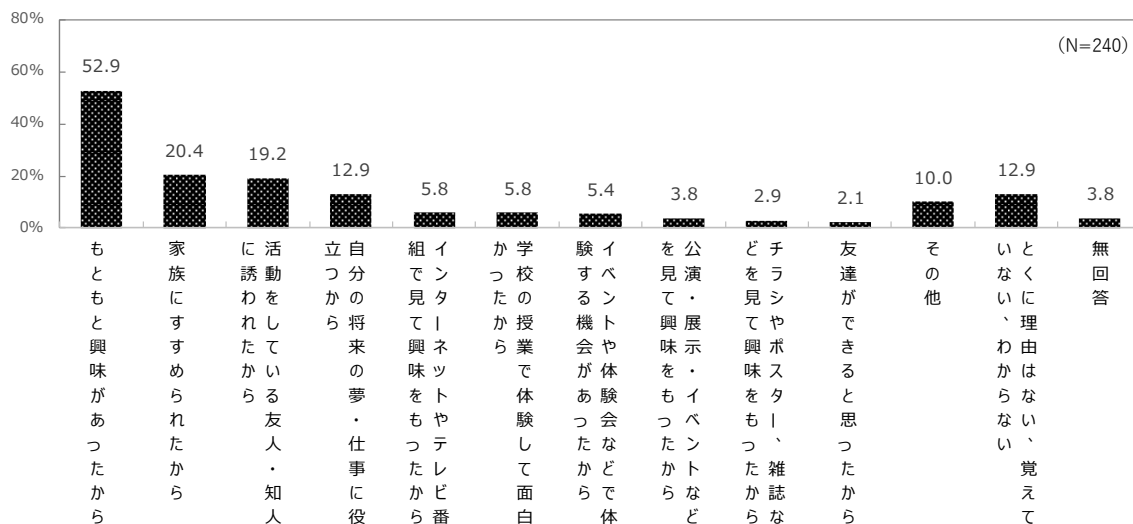 80%
(N=240)
60%
40%
20%
0%
52.9
20.4
19.2
12.9
5.8
5.8
5.4
3.8
2.9
2.1
10.0
12.9
3.8
もともと興味があったから
家族にすすめられたから
活動をしている友人・知人
に誘われたから
自分の将来の夢・仕事に役
立つから
インターネットやテレビ番
組で見て興味をもったから
学校の授業で体験して面白
かったから
イベントや体験会などで体
験する機会があったから
公演・展示・イベントなど
を見て興味をもったから
チラシやポスター、雑誌な
どを見て興味をもったから
友達ができると思ったから
その他
とくに理由はない、覚えて
いない、わからない
無回答